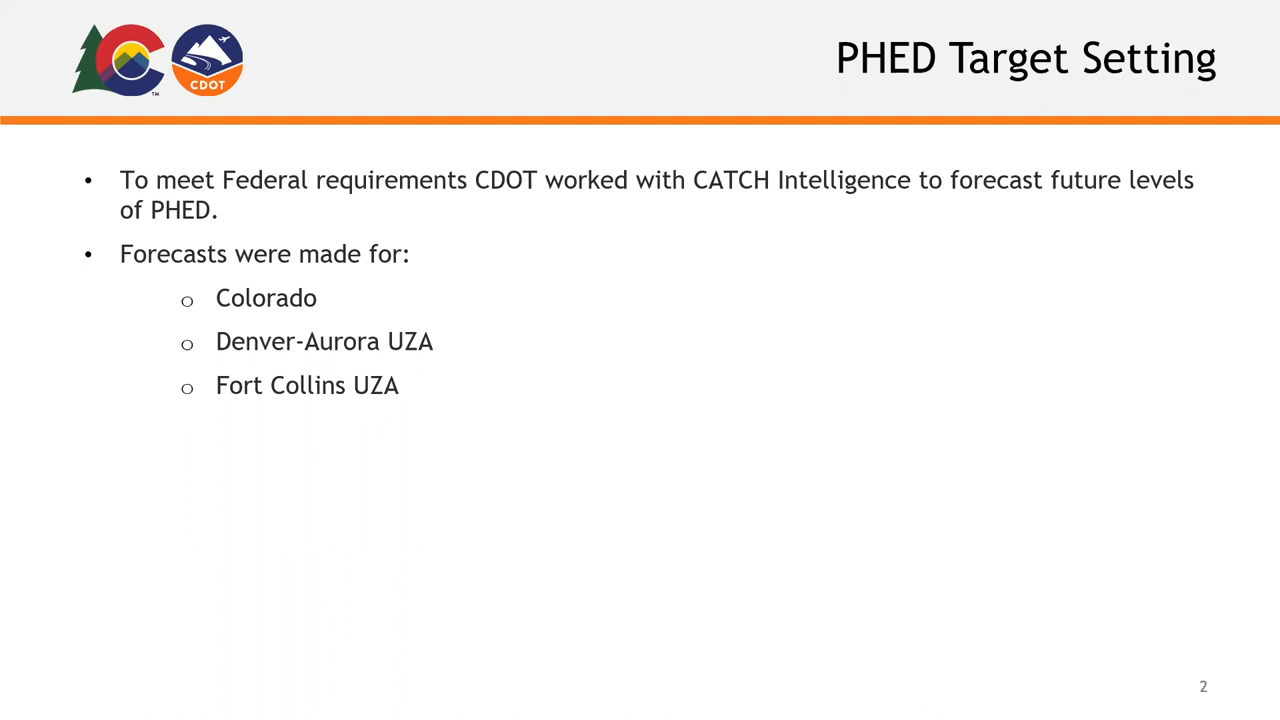 CDOT
TM
PHED Target Setting
• To meet Federal requirements CDOT worked with CATCH Intelligence to forecast future levels
of PHED.
• Forecasts were made for:
o Colorado
o Denver-Aurora UZA
o Fort Collins UZA
2